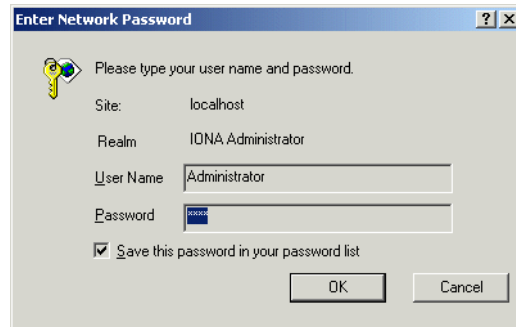 Enter Network Password
Please type your user name and password.
Site: localhost
Realm IONA Administrator
User Name Administrator
Password xxxx
Save this password in your password list
OK Cancel